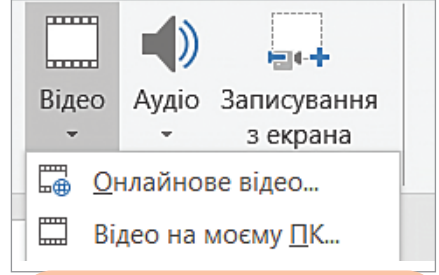 Відео Аудіо Записування
з екрана
Онлайнове відео...
Відео на моєму ПК...